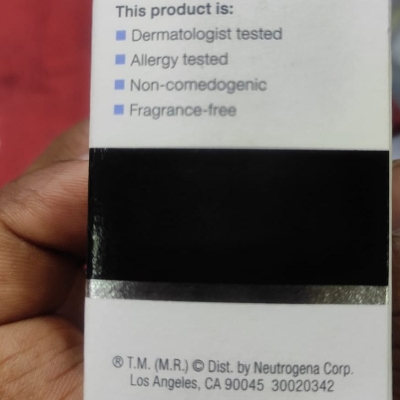 This product is:
Dermatologist tested
Allergy tested
Non-comedogenic
Fragrance-free
® T.M. (M.R.) © Dist. by Neutrogena Corp.
Los Angeles, CA 90045 30020342